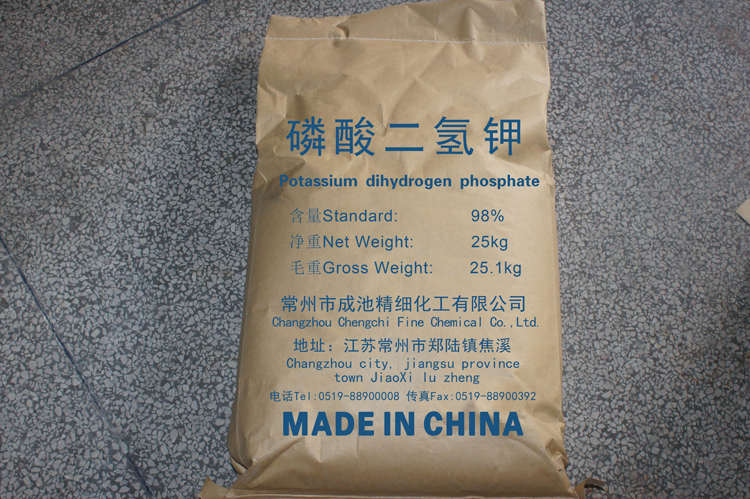 磷酸二氢钾
Potassium dihydrogen phosphate
含量Standard: 98%
净重Net Weight: 25kg
毛重Gross Weight: 25.1kg
常州市成池精细化工有限公司
Changzhou Chengchi Fine Chemical Co.,Ltd.
地址：江苏常州市郑陆镇焦溪
Changzhou city, jiangsu province
town JiaoXi lu zheng
电话Tel:0519-88900008 传真Fax:0519-88900392
MADE IN CHINA